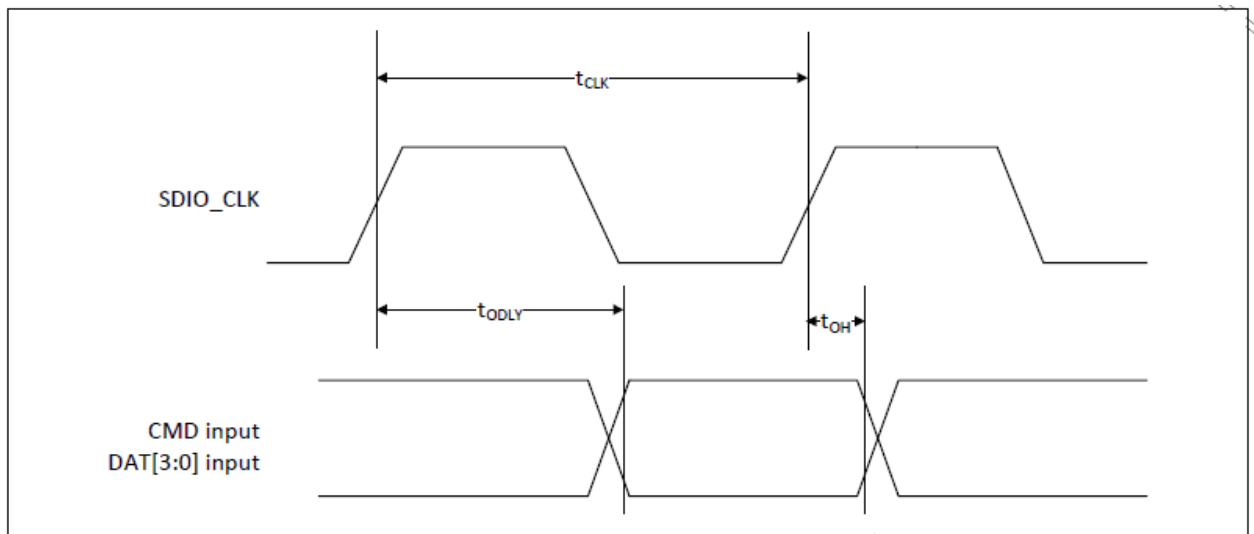 tCLK
SDIO_CLK
tODLY
tOH
CMD input
DAT[3:0] input